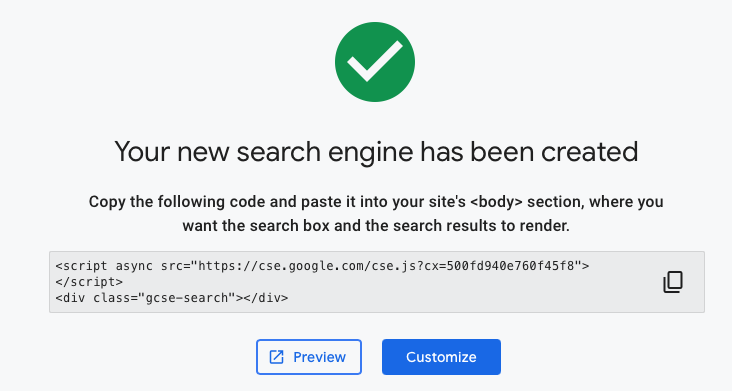 Your new search engine has been created
Copy the following code and paste it into your site's <body> section, where you
want the search box and the search results to render.
<script async src="https://cse.google.com/cse.js?cx=500fd940e760f45f8">
</script>
<div class="gcse-search"></div>
Preview
Customize